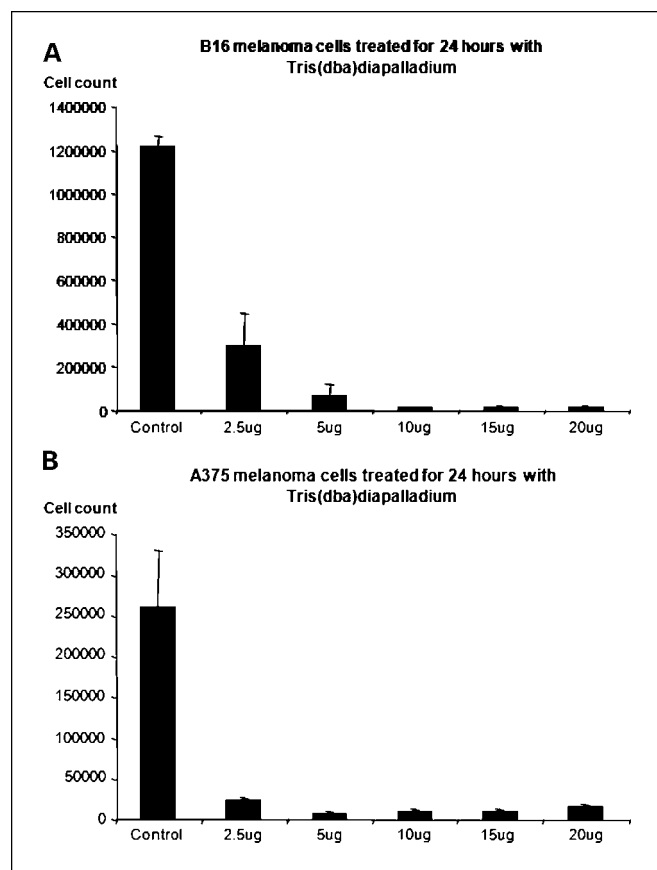 A
B16 melanoma cells treated for 24 hours with
Tris(dba)diapalladium
Cell count
1400000
1200000
1000000
800000
600000
400000
200000
0
Control 2.5ug 5ug 10ug 15ug 20ug
B
A375 melanoma cells treated for 24 hours with
Tris(dba)diapalladium
Cell count
350000
300000
250000
200000
150000
100000
50000
0
Control 2.5ug 5ug 10ug 15ug 20ug